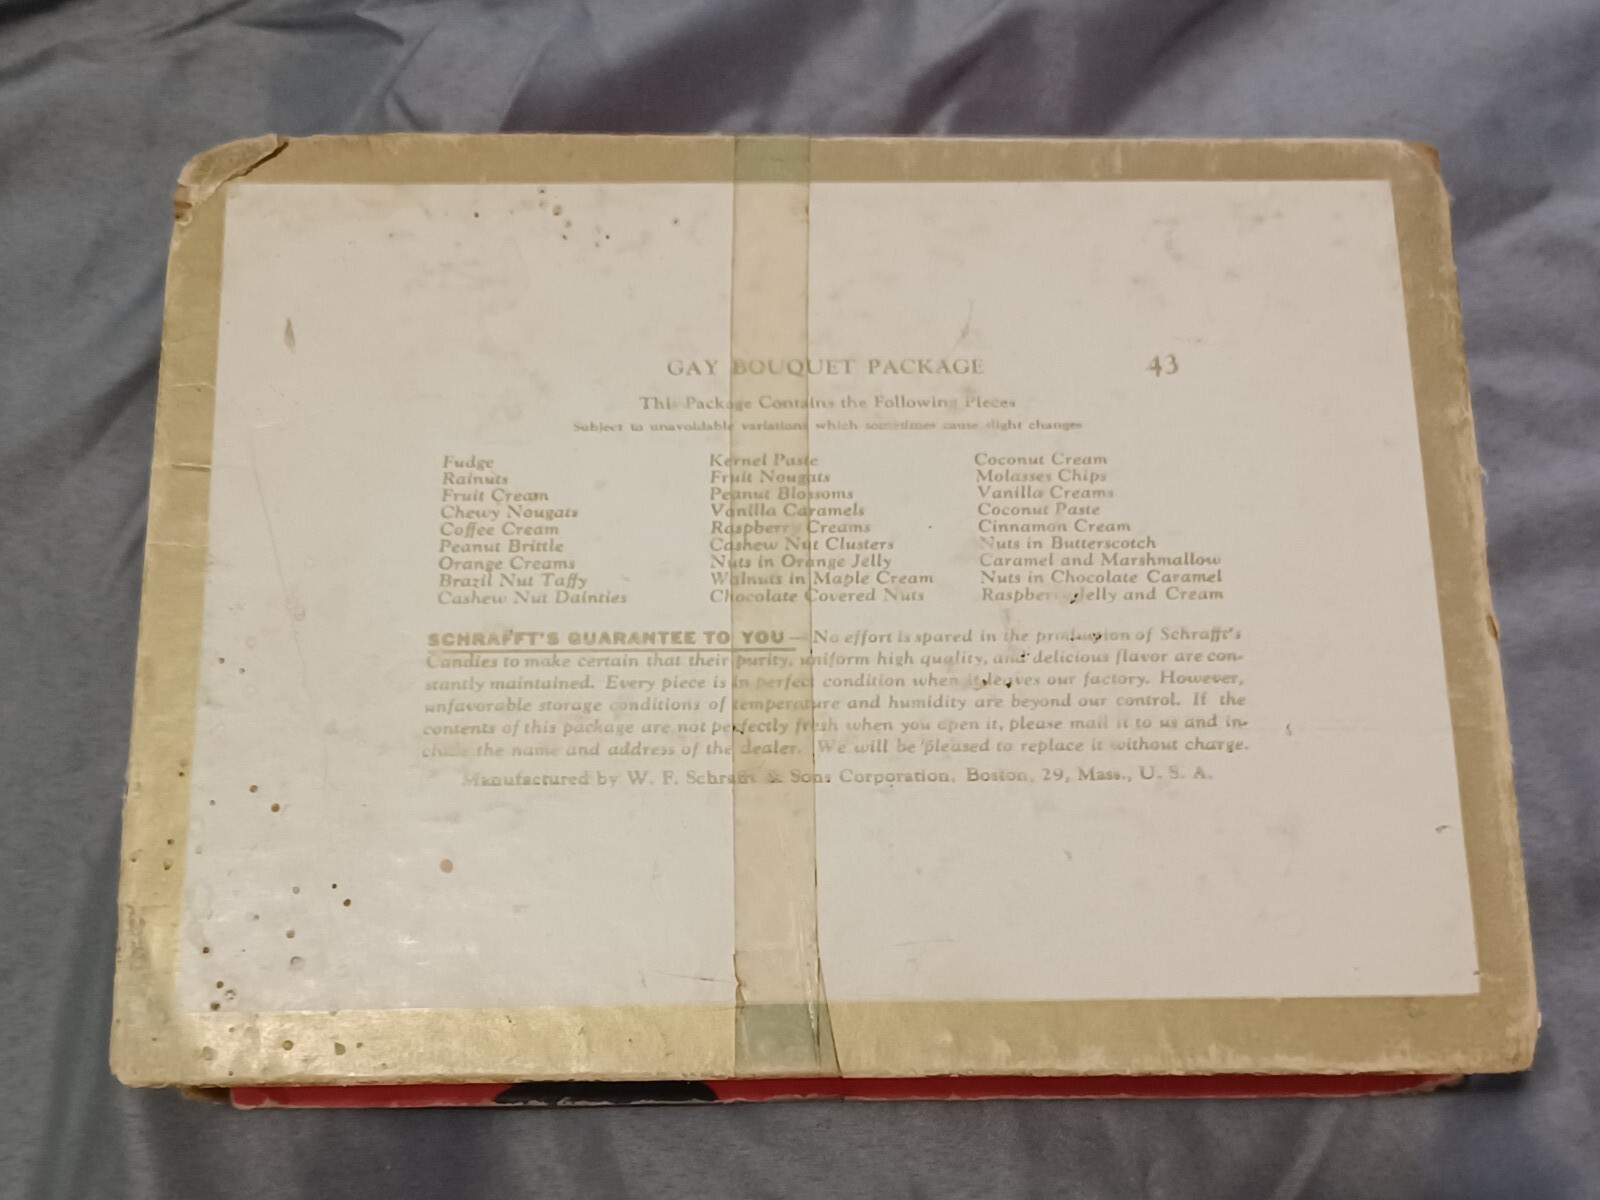 GAY BOUQUET PACKAGE 43
This Package Contains the Following Pieces
Subject to unavoidable variations which sometimes cause slight changes
Fudge
Rainuts
Fruit Cream
Chewy Nougats
Coffee Cream
Peanut Brittle
Orange Creams
Brazil Nut Taffy
Cashew Nut Dainties
Kernel Paste
Fruit Nougats
Peanut Blossoms
Vanilla Caramels
Raspberry Creams
Cashew Nut Clusters
Nuts in Orange Jelly
Walnuts in Maple Cream
Chocolate Covered Nuts
Coconut Cream
Molasses Chips
Vanilla Creams
Coconut Paste
Cinnamon Cream
Nuts in Butterscotch
Caramel and Marshmallow
Nuts in Chocolate Caramel
Raspberry Jelly and Cream
SCHRAFFT'S GUARANTEE TO YOU — No effort is spared in the production of Schrafft's
Candies to make certain that their purity, uniform high quality, and delicious flavor are con-
stantly maintained. Every piece is in perfect condition when it leaves our factory. However,
unfavorable storage conditions of temperature and humidity are beyond our control. If the
contents of this package are not perfectly fresh when you open it, please mail it to us and in-
clude the name and address of the dealer. We will be pleased to replace it without charge.
Manufactured by W. F. Schrafft & Sons Corporation, Boston, 29, Mass., U. S. A.